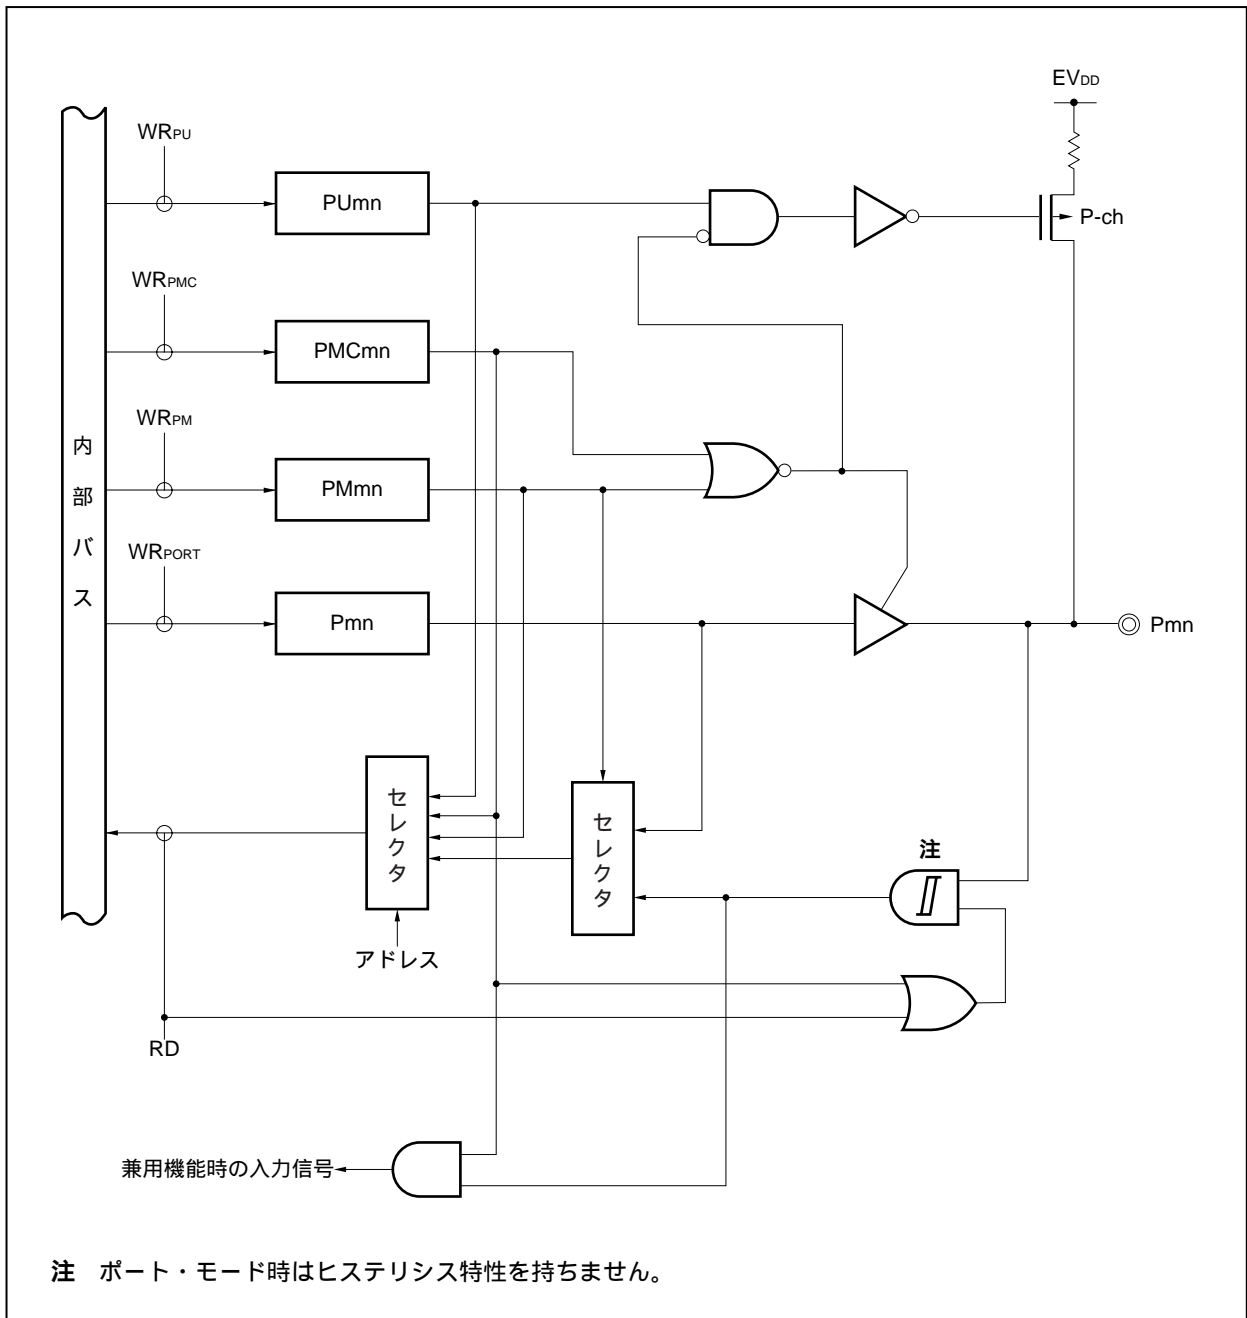 EVDD
WRPU
PUmn
P-ch
WRPMC
PMCmn
WRPM
PMmn
内部バス
WRPORT
Pmn
Pmn
セレクタ
セレクタ
注
アドレス
RD
兼用機能時の入力信号
注 ポート・モード時はヒステリシス特性を持ちません。